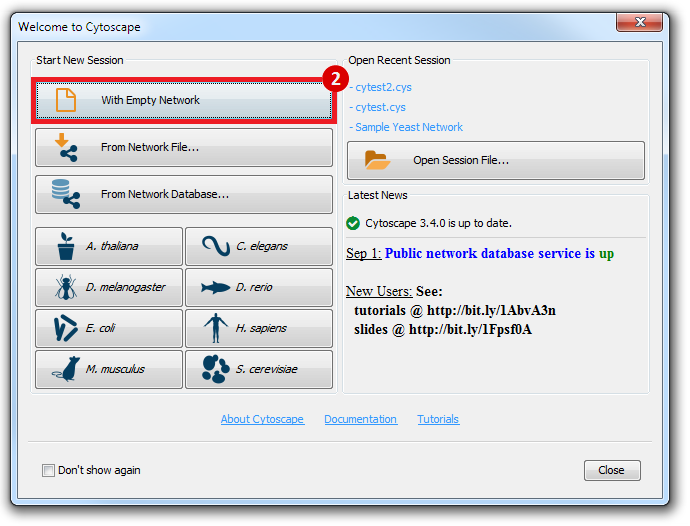 Welcome to Cytoscape
Start New Session
2
With Empty Network
From Network File...
From Network Database...
A. thaliana
C. elegans
D. melanogaster
D. rerio
E. coli
H. sapiens
M. musculus
S. cerevisiae
Open Recent Session
- cytest2.cys
- cytest.cys
- Sample Yeast Network
Open Session File...
Latest News
Cytoscape 3.4.0 is up to date.
Sep 1: Public network database service is up
New Users: See:
tutorials @ http://bit.ly/1AbvA3n
slides @ http://bit.ly/1Fpsf0A
About Cytoscape
Documentation
Tutorials
Don't show again
Close